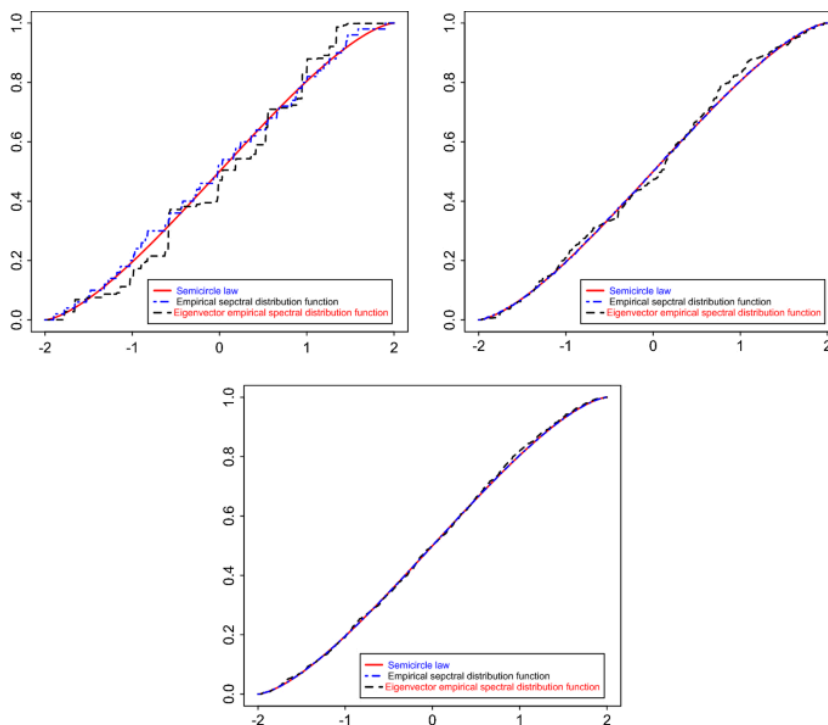 1.0
0.8
0.6
0.4
0.2
0.0
-2 -1 0 1 2
Semicircle law
Empirical sepctral distribution function
Eigenvector empirical spectral distribution function
1.0
0.8
0.6
0.4
0.2
0.0
-2 -1 0 1 2
Semicircle law
Empirical sepctral distribution function
Eigenvector empirical spectral distribution function
1.0
0.8
0.6
0.4
0.2
0.0
-2 -1 0 1 2
Semicircle law
Empirical sepctral distribution function
Eigenvector empirical spectral distribution function